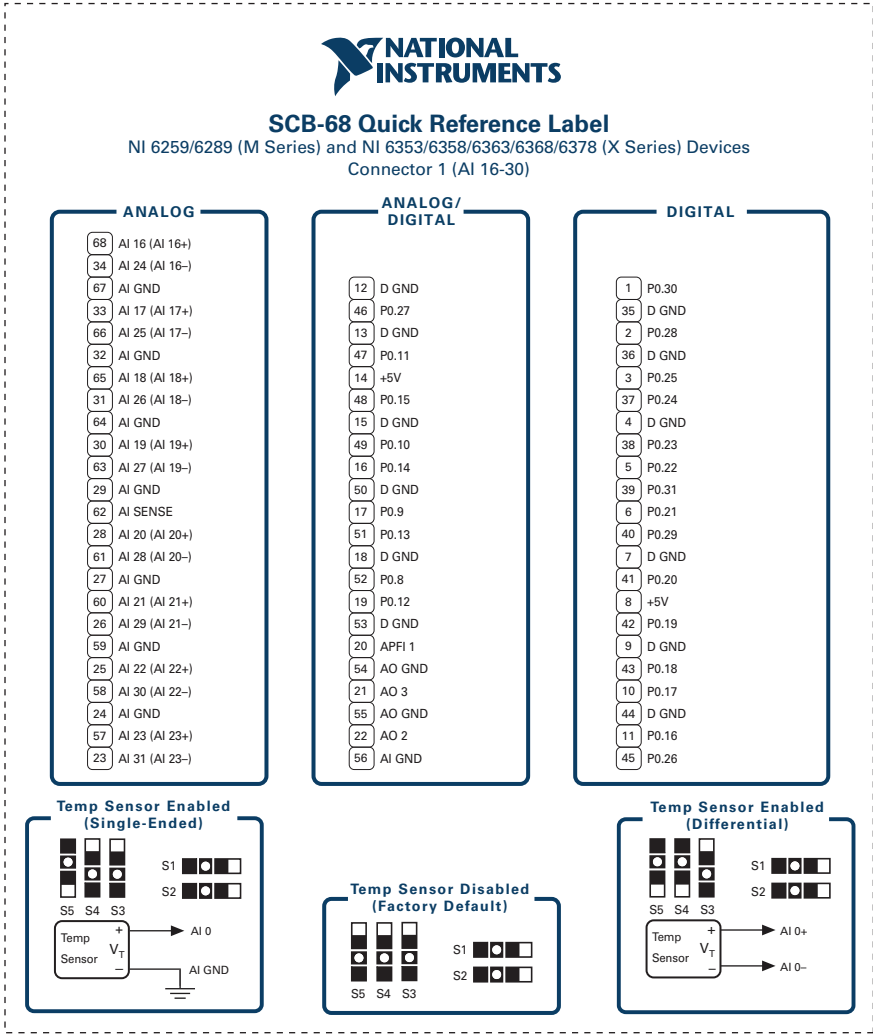 NATIONAL
INSTRUMENTS
SCB-68 Quick Reference Label
NI 6259/6289 (M Series) and NI 6353/6358/6363/6368/6378 (X Series) Devices
Connector 1 (AI 16-30)
ANALOG
68 AI 16 (AI 16+)
34 AI 24 (AI 16–)
67 AI GND
33 AI 17 (AI 17+)
66 AI 25 (AI 17–)
32 AI GND
65 AI 18 (AI 18+)
31 AI 26 (AI 18–)
64 AI GND
30 AI 19 (AI 19+)
63 AI 27 (AI 19–)
29 AI GND
62 AI SENSE
28 AI 20 (AI 20+)
61 AI 28 (AI 20–)
27 AI GND
60 AI 21 (AI 21+)
26 AI 29 (AI 21–)
59 AI GND
25 AI 22 (AI 22+)
58 AI 30 (AI 22–)
24 AI GND
57 AI 23 (AI 23+)
23 AI 31 (AI 23–)
ANALOG/
DIGITAL
12 D GND
46 P0.27
13 D GND
47 P0.11
14 +5V
48 P0.15
15 D GND
49 P0.10
16 P0.14
50 D GND
17 P0.9
51 P0.13
18 D GND
52 P0.8
19 P0.12
53 D GND
20 APFI 1
54 AO GND
21 AO 3
55 AO GND
22 AO 2
56 AI GND
DIGITAL
1 P0.30
35 D GND
2 P0.28
36 D GND
3 P0.25
37 P0.24
4 D GND
38 P0.23
5 P0.22
39 P0.31
6 P0.21
40 P0.29
7 D GND
41 P0.20
8 +5V
42 P0.19
9 D GND
43 P0.18
10 P0.17
44 D GND
11 P0.16
45 P0.26
Temp Sensor Enabled
(Single-Ended)
S1
S2
S5 S4 S3
Temp
Sensor
VT
+
–
AI 0
AI GND
Temp Sensor Disabled
(Factory Default)
S1
S2
S5 S4 S3
Temp Sensor Enabled
(Differential)
S1
S2
S5 S4 S3
Temp
Sensor
VT
+
–
AI 0+
AI 0–